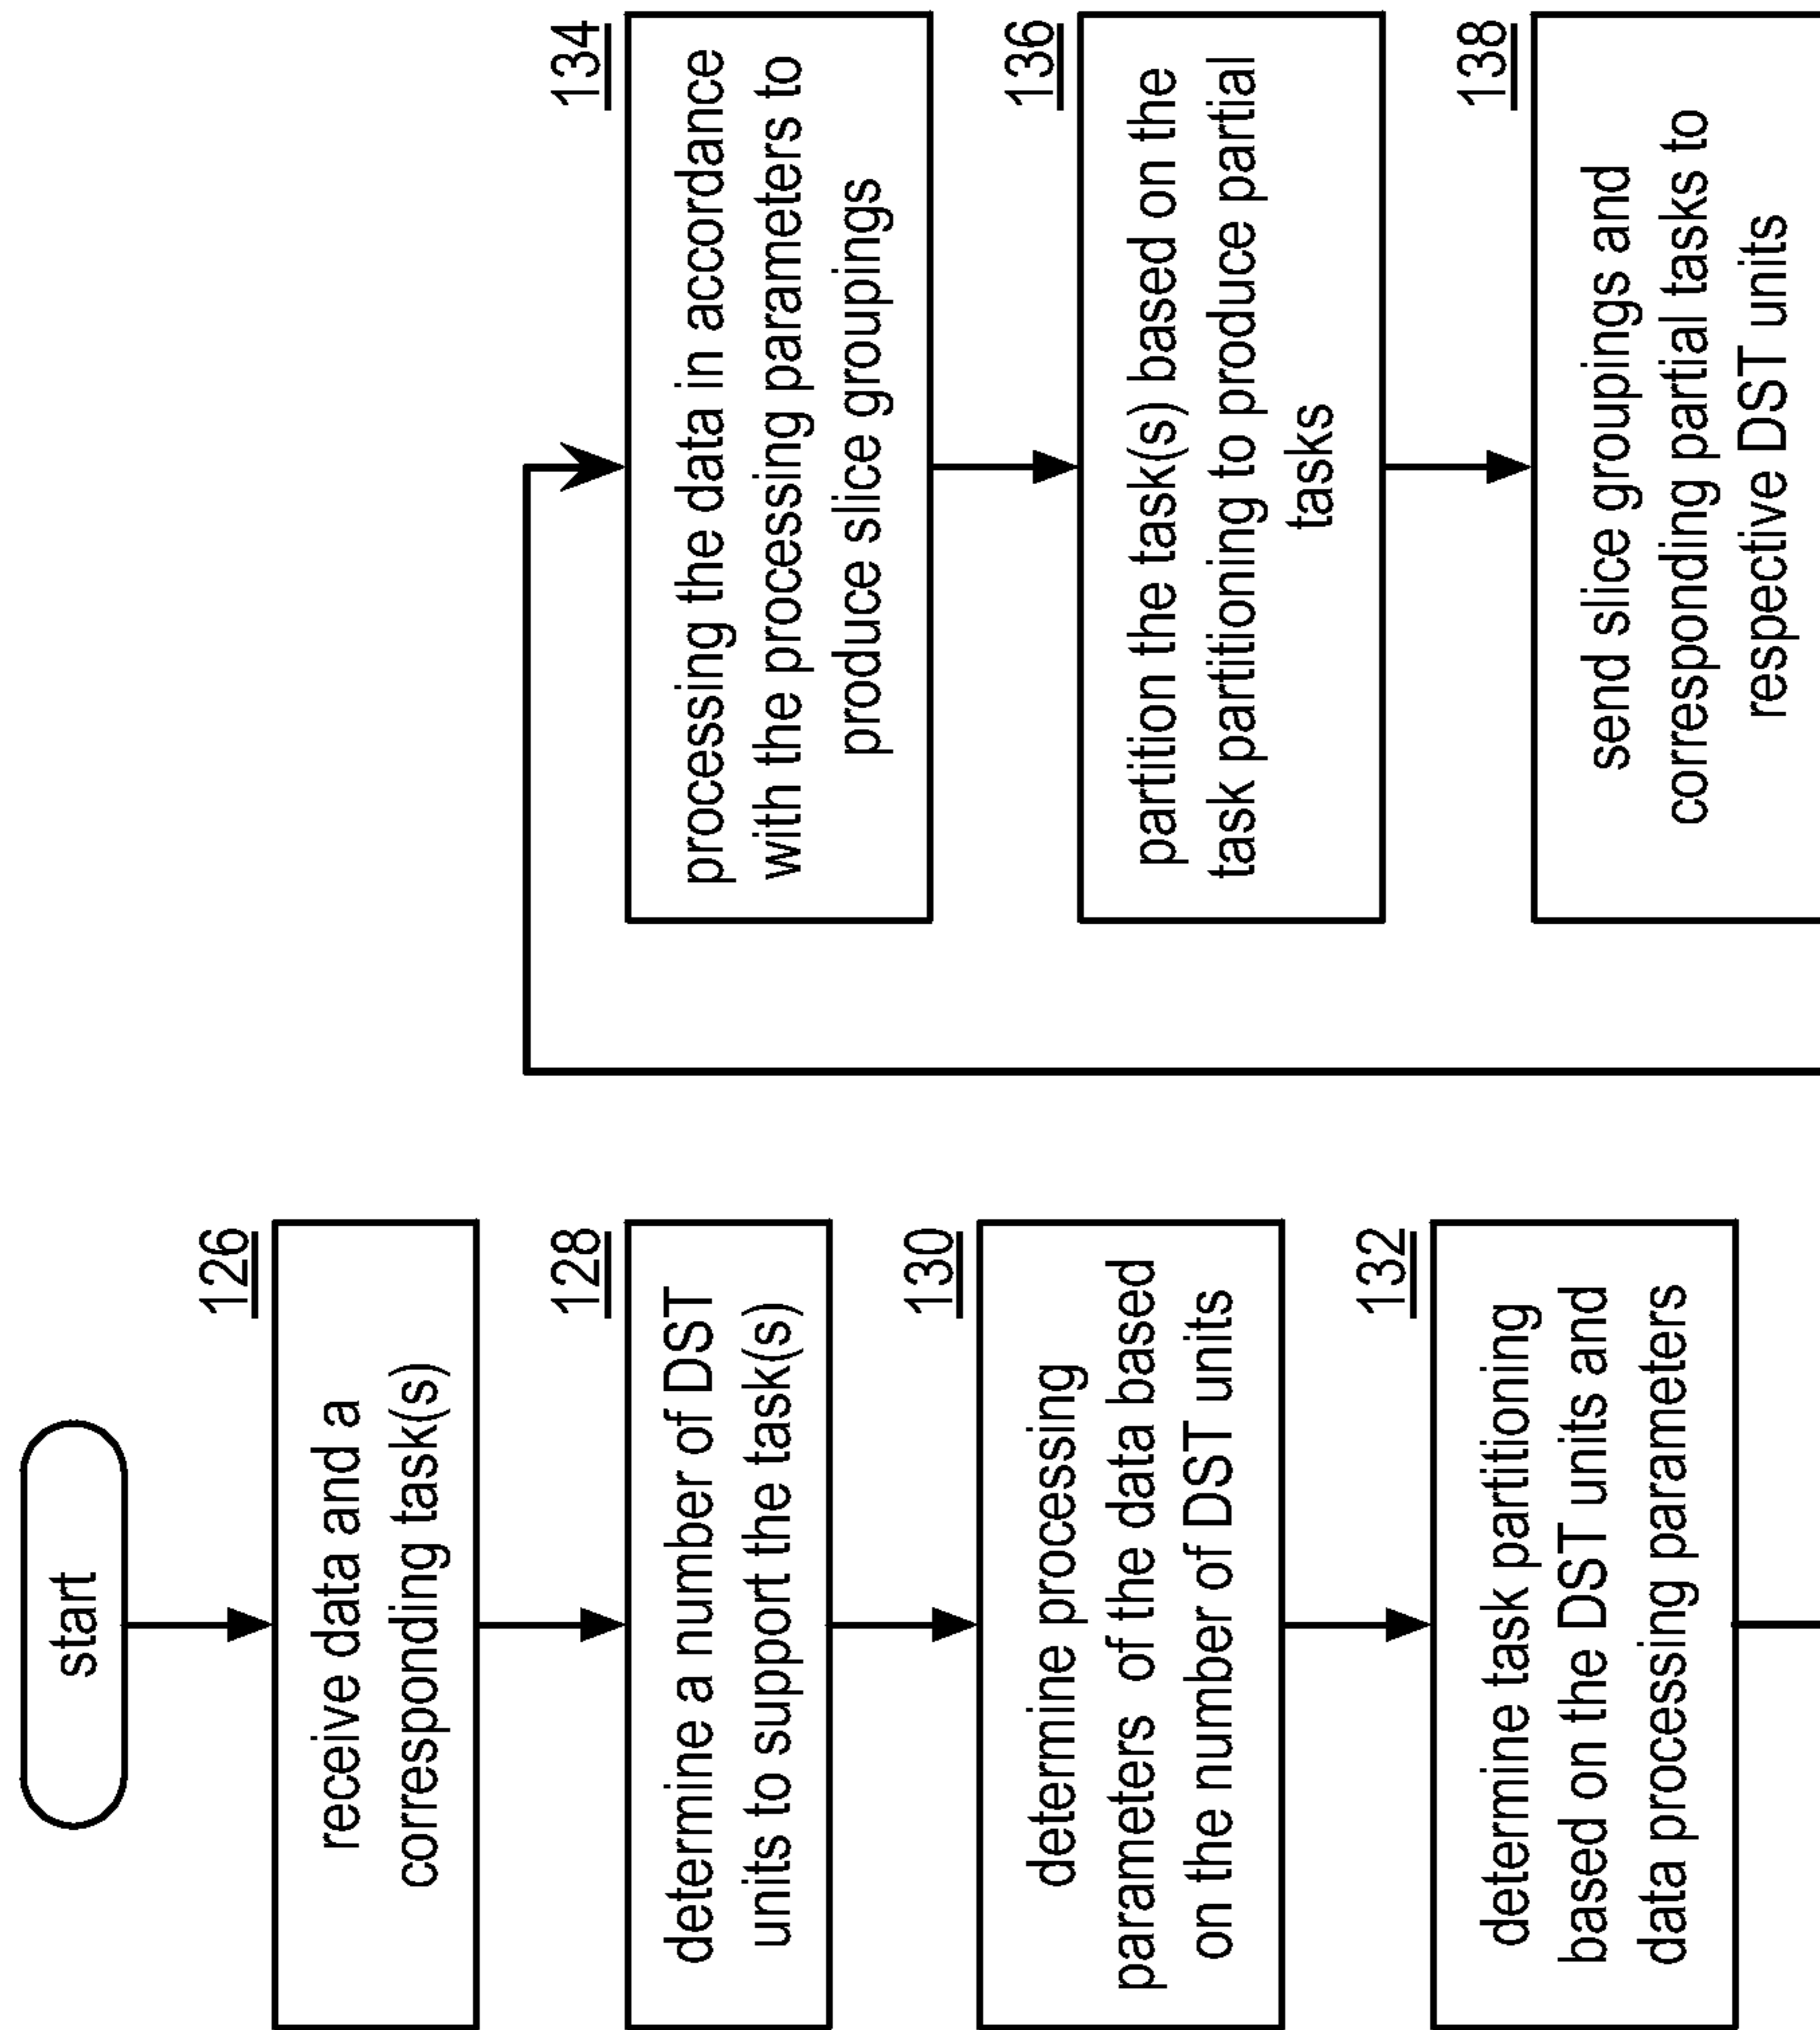 start
126
receive data and a
corresponding task(s)
128
determine a number of DST
units to support the task(s)
130
determine processing
parameters of the data based
on the number of DST units
132
determine task partitioning
based on the DST units and
data processing parameters
134
processing the data in accordance
with the processing parameters to
produce slice groupings
136
partition the task(s) based on the
task partitioning to produce partial
tasks
138
send slice groupings and
corresponding partial tasks to
respective DST units